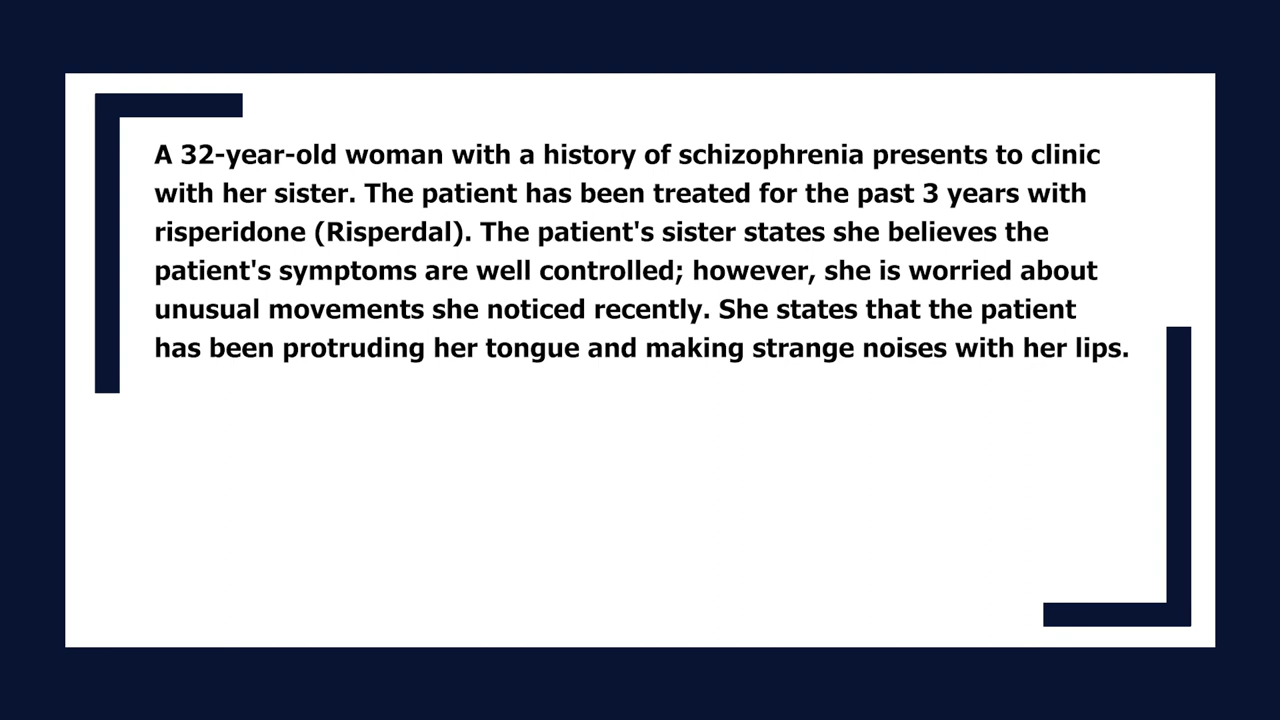 A 32-year-old woman with a history of schizophrenia presents to clinic
with her sister. The patient has been treated for the past 3 years with
risperidone (Risperdal). The patient's sister states she believes the
patient's symptoms are well controlled; however, she is worried about
unusual movements she noticed recently. She states that the patient
has been protruding her tongue and making strange noises with her lips.